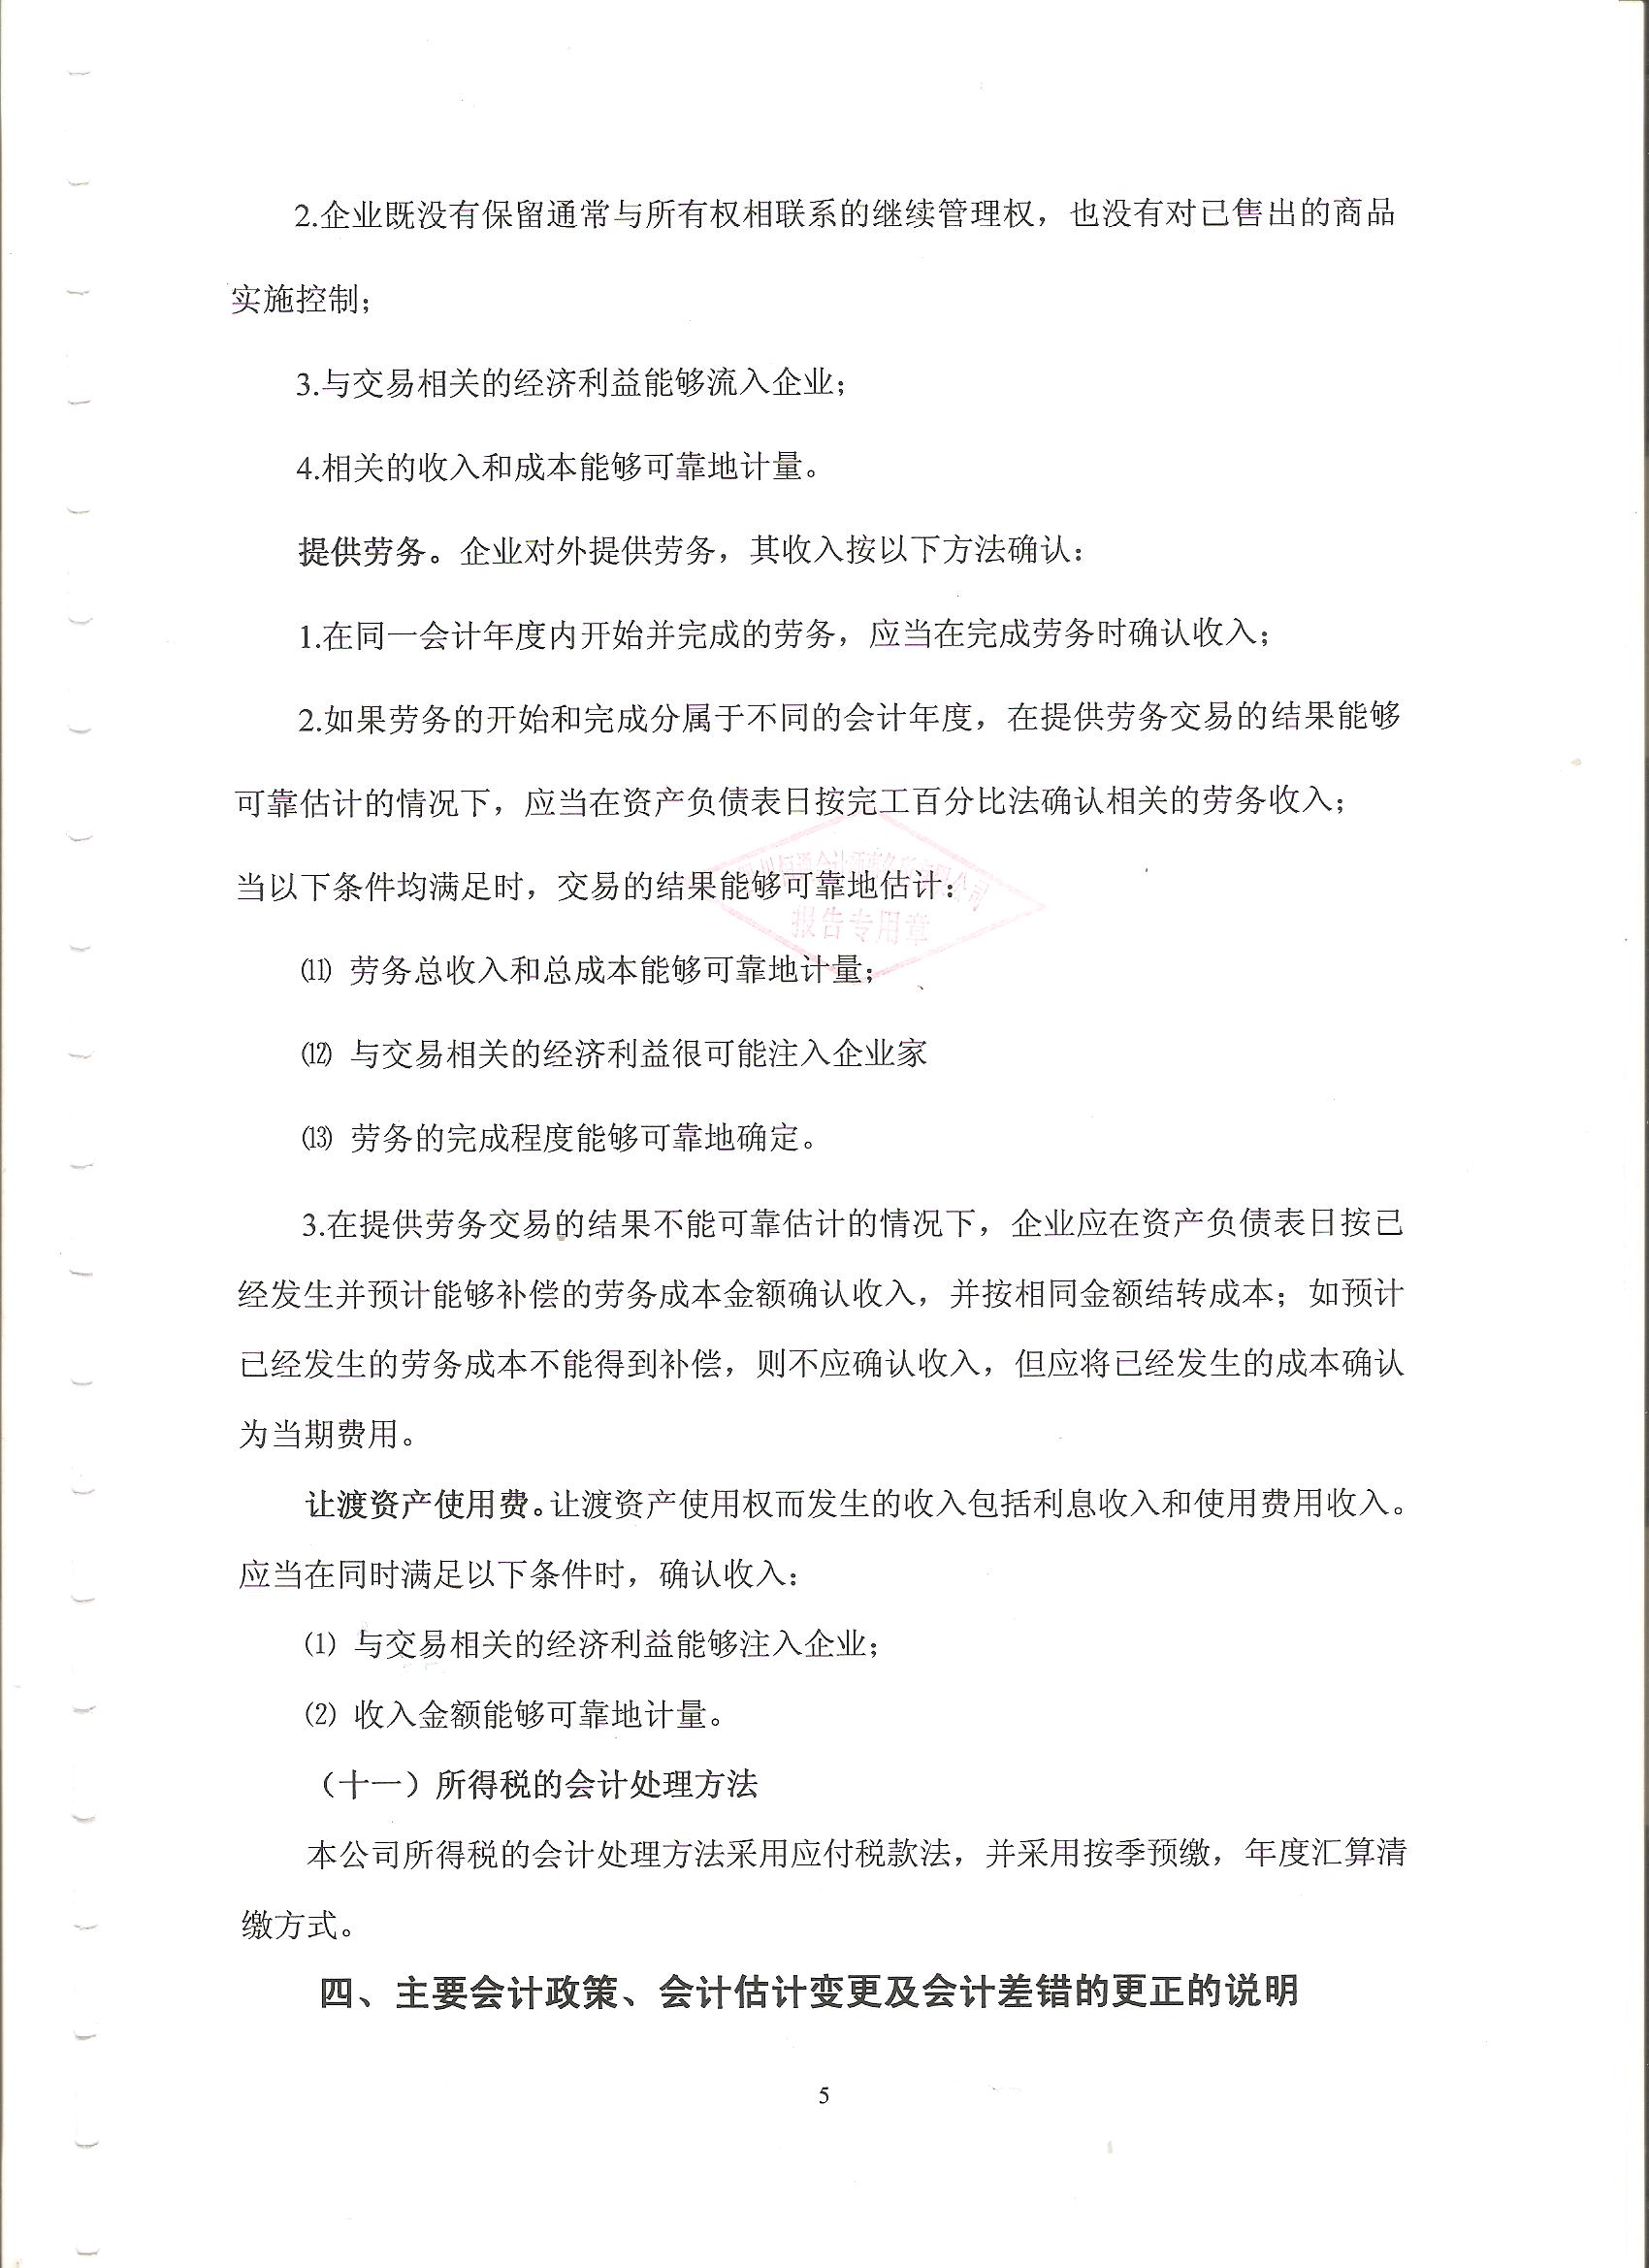 2.企业既没有保留通常与所有权相联系的继续管理权，也没有对已售出的商品
实施控制；
3.与交易相关的经济利益能够流入企业；
4.相关的收入和成本能够可靠地计量。
提供劳务。企业对外提供劳务，其收入按以下方法确认：
1.在同一会计年度内开始并完成的劳务，应当在完成劳务时确认收入；
2.如果劳务的开始和完成分属于不同的会计年度，在提供劳务交易的结果能够
可靠估计的情况下，应当在资产负债表日按完工百分比法确认相关的劳务收入；
当以下条件均满足时，交易的结果能够可靠地估计：
报告专用章
⑾ 劳务总收入和总成本能够可靠地计量；
⑿ 与交易相关的经济利益很可能注入企业家
⒀ 劳务的完成程度能够可靠地确定。
3.在提供劳务交易的结果不能可靠估计的情况下，企业应在资产负债表日按已
经发生并预计能够补偿的劳务成本金额确认收入，并按相同金额结转成本；如预计
已经发生的劳务成本不能得到补偿，则不应确认收入，但应将已经发生的成本确认
为当期费用。
让渡资产使用费。让渡资产使用权而发生的收入包括利息收入和使用费用收入。
应当在同时满足以下条件时，确认收入：
⑴ 与交易相关的经济利益能够注入企业；
⑵ 收入金额能够可靠地计量。
（十一）所得税的会计处理方法
本公司所得税的会计处理方法采用应付税款法，并采用按季预缴，年度汇算清
缴方式。
四、主要会计政策、会计估计变更及会计差错的更正的说明
5